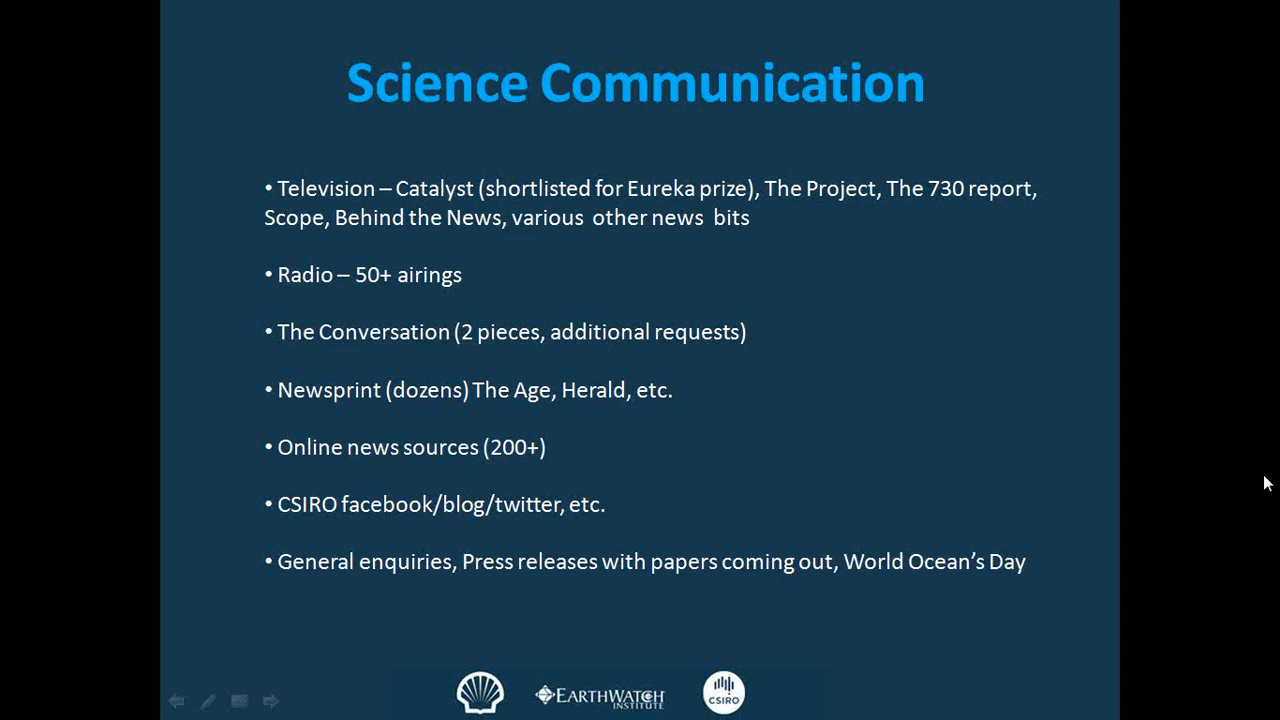 Science Communication
• Television – Catalyst (shortlisted for Eureka prize), The Project, The 730 report,
Scope, Behind the News, various other news bits
• Radio – 50+ airings
• The Conversation (2 pieces, additional requests)
• Newsprint (dozens) The Age, Herald, etc.
• Online news sources (200+)
• CSIRO facebook/blog/twitter, etc.
• General enquiries, Press releases with papers coming out, World Ocean’s Day
EARTHWATCH
INSTITUTE
CSIRO